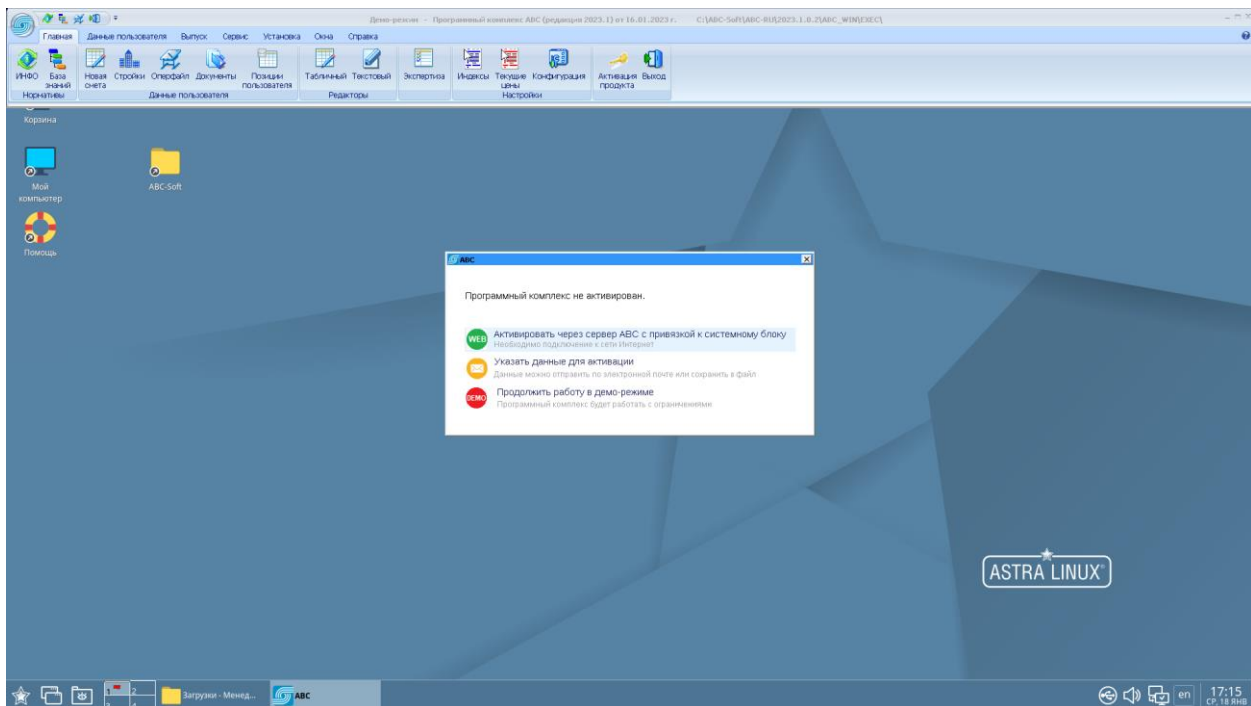 Демо-режим - Программный комплекс АВС (редакция 2023.1) от 16.01.2023 г. C:\ABC-Soft\ABC-RU\2023.1.0.2\ABC_WIN\EXEC\
Главная Данные пользователя Выпуск Сервис Установка Окна Справка
ИНФО База знаний Новая смета Стройки Оперфайл Документы Позиции пользователя Табличный Текстовый Экспертиза Индексы Текущие цены Конфигурация Активация продукта Выход
Нормативы Данные пользователя Редакторы Настройки
Корзина
Мой компьютер
ABC-Soft
Помощь
ABC
Программный комплекс не активирован.
WEB
Активировать через сервер АВС с привязкой к системному блоку
Необходимо подключение к сети Интернет
Указать данные для активации
Данные можно отправить по электронной почте или сохранить в файл
DEMO
Продолжить работу в демо-режиме
Программный комплекс будет работать с ограничениями
ASTRA LINUX®
1 2
Загрузки - Менед...
ABC
en
17:15
СР, 18 ЯНВ